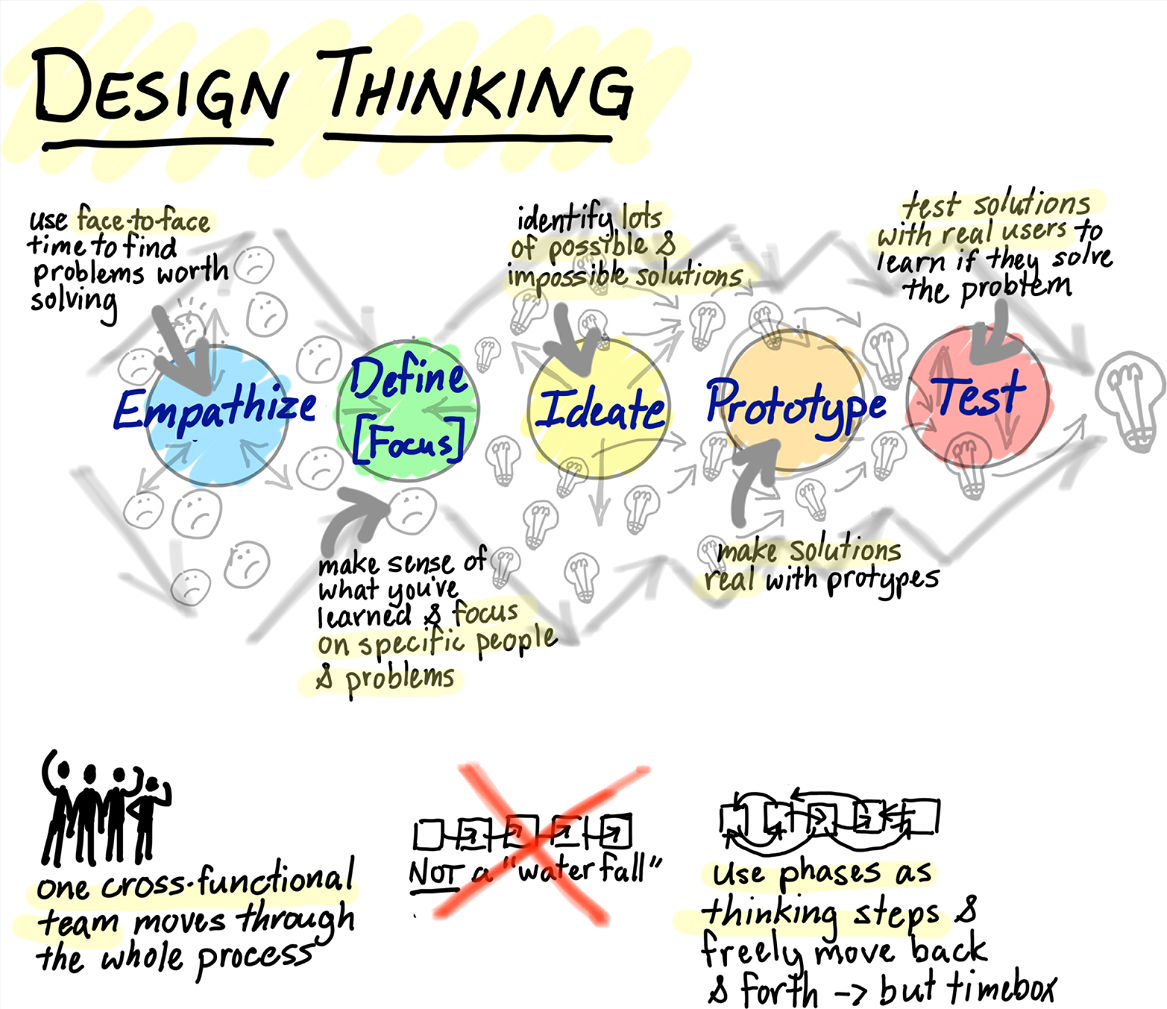 DESIGN THINKING
use face-to-face
time to find
problems worth
solving
identify lots
of possible &
impossible solutions
test solutions
with real users to
learn if they solve
the problem
Empathize
Define
[Focus]
Ideate
Prototype
Test
make sense of
what you've
learned & focus
on specific people
& problems
make solutions
real with protypes
one cross-functional
team moves through
the whole process
NOT a "waterfall"
use phases as
thinking steps &
freely move back
& forth -> but timebox